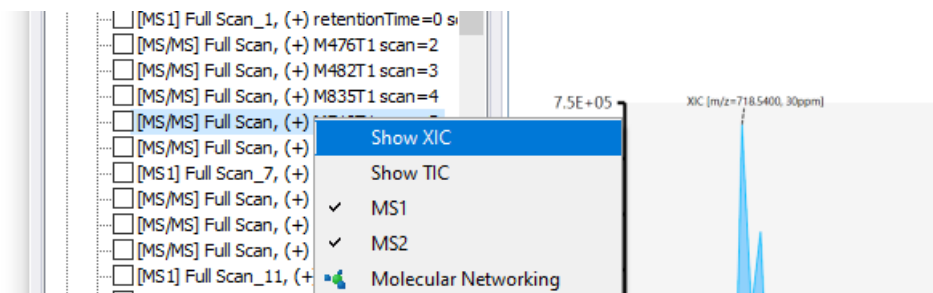 [MS1] Full Scan_1, (+) retentionTime=0
[MS/MS] Full Scan, (+) M476T1 scan=2
[MS/MS] Full Scan, (+) M482T1 scan=3
[MS/MS] Full Scan, (+) M835T1 scan=4
7.5E+05
XIC [m/z=718.5400, 30ppm]
[MS/MS] Full Scan, (+)
Show XIC
[MS/MS] Full Scan, (+)
[MS1] Full Scan_7, (+)
Show TIC
[MS/MS] Full Scan, (+)
MS1
[MS/MS] Full Scan, (+)
MS2
[MS/MS] Full Scan, (+)
[MS1] Full Scan_11, (+
Molecular Networking